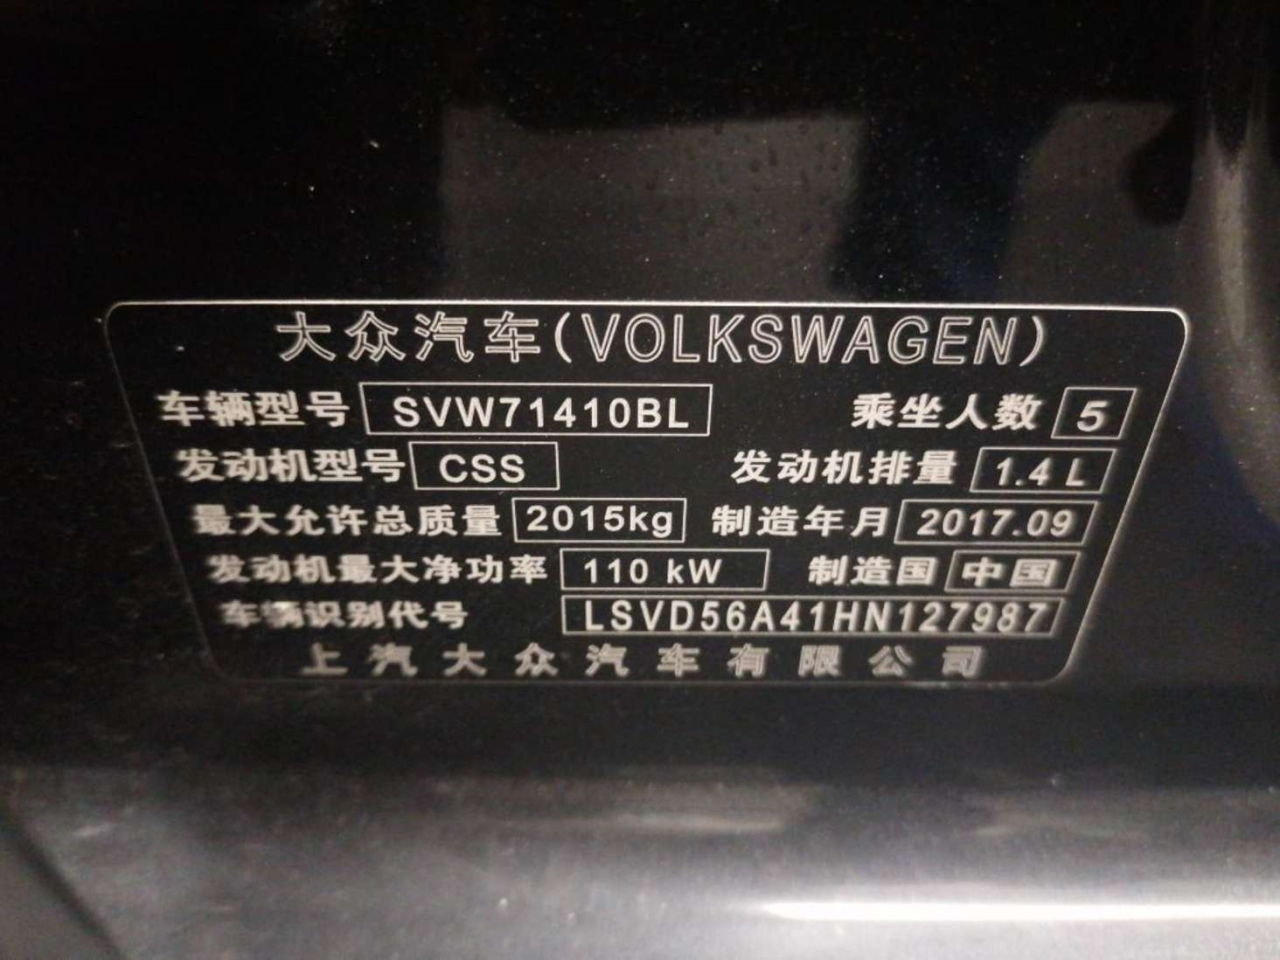 大众汽车(VOLKSWAGEN)
车辆型号 SVW71410BL 乘坐人数 5
发动机型号 CSS 发动机排量 1.4 L
最大允许总质量 2015kg 制造年月 2017.09
发动机最大净功率 110 kW 制造国 中国
车辆识别代号 LSVD56A41HN127987
上汽大众汽车有限公司